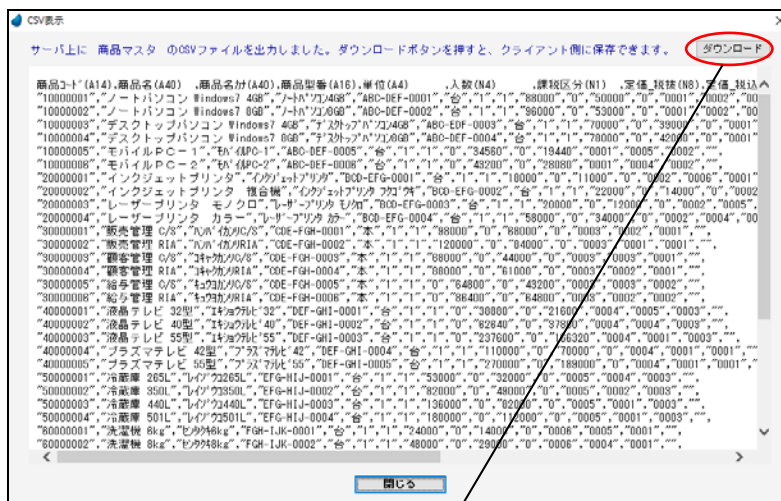 CSV表示
サーバ上に 商品マスタ のCSVファイルを出力しました。ダウンロードボタンを押すと、クライアント側に保存できます。 ダウンロード
商品ｺｰﾄﾞ(A14),商品名(A40) ,商品名ｶﾅ(A40),商品型番(A16),単位(A4) ,入数(N4) ,課税区分(N1) ,定価_税抜(N8),定価_税込
"10000001","ノートパソコン Windows7 4GB","ﾉｰﾄﾊﾟｿｺﾝ4GB","ABC-DEF-0001","台","1","1","88000","0","50000","0","0001","0002","00
"10000002","ノートパソコン Windows7 8GB","ﾉｰﾄﾊﾟｿｺﾝ8GB","ABC-DEF-0002","台","1","1","96000","0","53000","0","0001","0002","00
"10000003","デスクトップパソコン Windows7 4GB","ﾃﾞｽｸﾄｯﾌﾟﾊﾟｿｺﾝ4GB","ABC-EDF-0003","台","1","1","70000","0","39000","0","0001"
"10000004","デスクトップパソコン Windows7 8GB","ﾃﾞｽｸﾄｯﾌﾟﾊﾟｿｺﾝ8GB","ABC-DEF-0004","台","1","1","78000","0","42000","0","0001"
"10000005","モバイルPC-1","ﾓﾊﾞｲﾙPC-1","ABC-DEF-0005","台","1","1","0","34560","0","19440","0001","0005","0002","",
"10000006","モバイルPC-2","ﾓﾊﾞｲﾙPC-2","ABC-DEF-0006","台","1","1","0","43200","0","28080","0001","0004","0002","",
"20000001","インクジェットプリンタ","ｲﾝｸｼﾞｪｯﾄﾌﾟﾘﾝﾀ","BCD-EFG-0001","台","1","1","18000","0","11000","0","0002","0006","0001"
"20000002","インクジェットプリンタ 複合機","ｲﾝｸｼﾞｪｯﾄﾌﾟﾘﾝﾀ ﾌｸｺﾞｳｷ","BCD-EFG-0002","台","1","1","22000","0","14000","0","0002"
"20000003","レーザープリンタ モノクロ","ﾚｰｻﾞｰﾌﾟﾘﾝﾀ ﾓﾉｸﾛ","BCD-EFG-0003","台","1","1","20000","0","12000","0","0002","0005"
"20000004","レーザープリンタ カラー","ﾚｰｻﾞｰﾌﾟﾘﾝﾀ ｶﾗｰ","BCD-EFG-0004","台","1","1","58000","0","34000","0","0002","0004","00
"30000001","販売管理 C/S","ﾊﾝﾊﾞｲｶﾝﾘC/S","CDE-FGH-0001","本","1","1","98000","0","68000","0","0003","0002","0001","",
"30000002","販売管理 RIA","ﾊﾝﾊﾞｲｶﾝﾘRIA","CDE-FGH-0002","本","1","1","120000","0","84000","0","0003","0001","0001","",
"30000003","顧客管理 C/S","ｺｷｬｸｶﾝﾘC/S","CDE-FGH-0003","本","1","1","68000","0","44000","0","0003","0003","0001","",
"30000004","顧客管理 RIA","ｺｷｬｸｶﾝﾘRIA","CDE-FGH-0004","本","1","1","88000","0","61000","0","0003","0002","0001","",
"30000005","給与管理 C/S","ｷｭｳﾖｶﾝﾘC/S","CDE-FGH-0005","本","1","1","0","64800","0","43200","0003","0003","0002","",
"30000006","給与管理 RIA","ｷｭｳﾖｶﾝﾘRIA","CDE-FGH-0006","本","1","1","0","86400","0","64800","0003","0002","0002","",
"40000001","液晶テレビ 32型","ｴｷｼｮｳﾃﾚﾋﾞ32","DEF-GHI-0001","台","1","1","0","30800","0","21600","0004","0005","0003","",
"40000002","液晶テレビ 40型","ｴｷｼｮｳﾃﾚﾋﾞ40","DEF-GHI-0002","台","1","1","0","62640","0","37800","0004","0004","0003","",
"40000003","液晶テレビ 55型","ｴｷｼｮｳﾃﾚﾋﾞ55","DEF-GHI-0003","台","1","1","0","237600","0","156320","0004","0001","0003","",
"40000004","プラズマテレビ 42型","ﾌﾟﾗｽﾞﾏﾃﾚﾋﾞ42","DEF-GHI-0004","台","1","1","110000","0","70000","0","0004","0001","0001","",
"40000005","プラズマテレビ 55型","ﾌﾟﾗｽﾞﾏﾃﾚﾋﾞ55","DEF-GHI-0005","台","1","1","270000","0","189000","0","0004","0001","0001",
"50000001","冷蔵庫 265L","ﾚｲｿﾞｳｺ265L","EFG-HIJ-0001","台","1","1","53000","0","32000","0","0005","0004","0003","",
"50000002","冷蔵庫 350L","ﾚｲｿﾞｳｺ350L","EFG-HIJ-0002","台","1","1","82000","0","48000","0","0005","0002","0003","",
"50000003","冷蔵庫 440L","ﾚｲｿﾞｳｺ440L","EFG-HIJ-0003","台","1","1","136000","0","82000","0","0005","0001","0003","",
"50000004","冷蔵庫 501L","ﾚｲｿﾞｳｺ501L","EFG-HIJ-0004","台","1","1","180000","0","110000","0","0005","0001","0003","",
"60000001","洗濯機 6kg","ｾﾝﾀｸｷ6kg","FGH-IJK-0001","台","1","1","24000","0","14000","0","0006","0005","0001","",
"60000002","洗濯機 8kg","ｾﾝﾀｸｷ8kg","FGH-IJK-0002","台","1","1","48000","0","29000","0","0006","0004","0001","",
閉じる